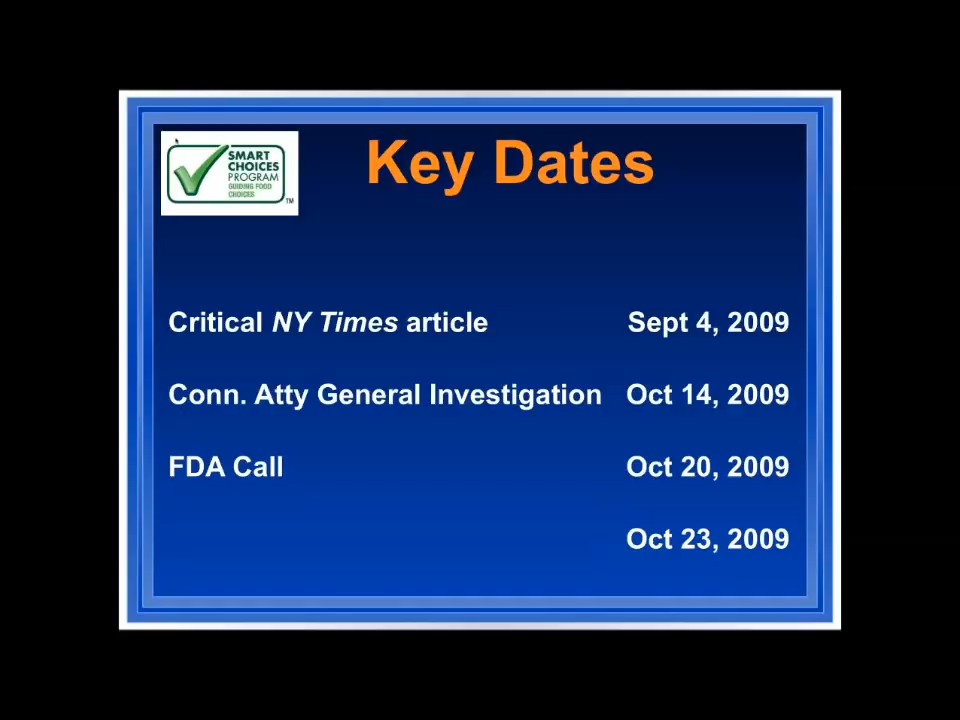 SMART
CHOICES
PROGRAM
GUIDING FOOD
CHOICES
TM
Key Dates
Critical NY Times article Sept 4, 2009
Conn. Atty General Investigation Oct 14, 2009
FDA Call Oct 20, 2009
Oct 23, 2009